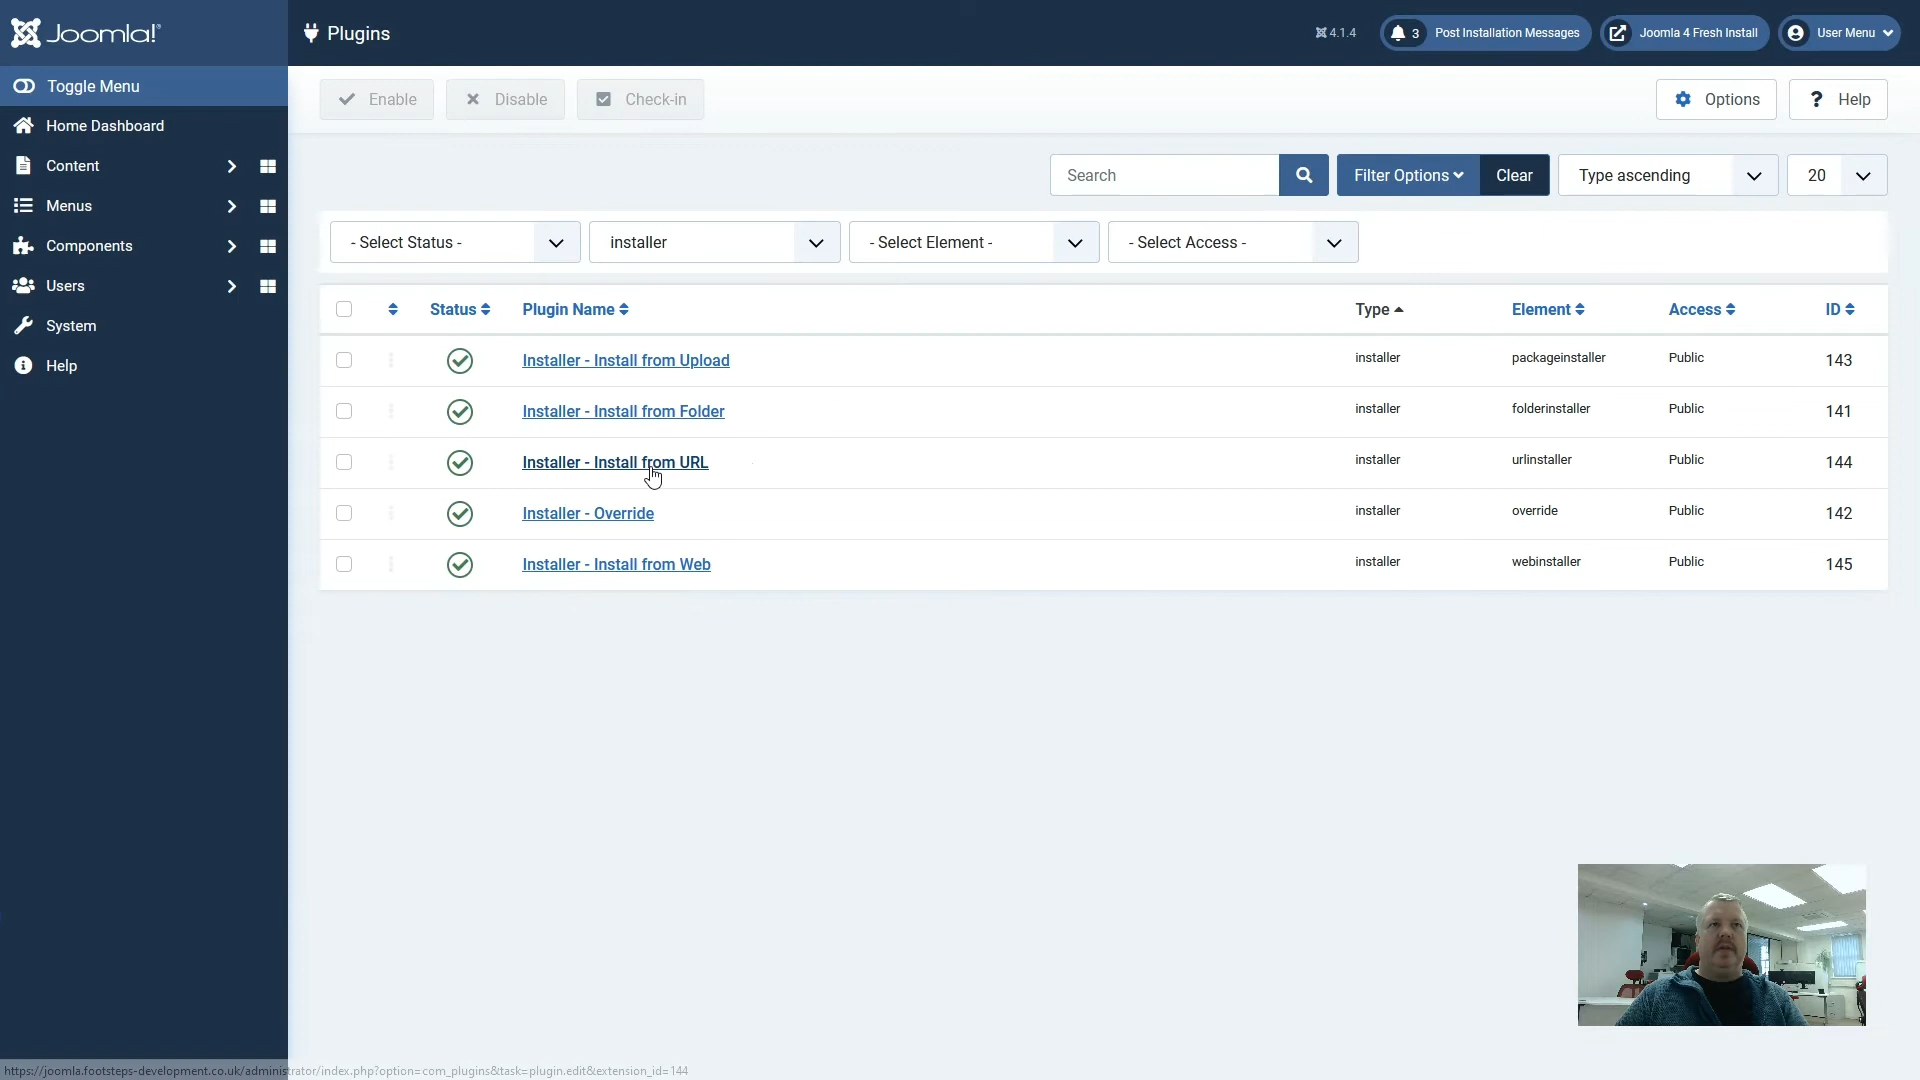 Joomla!
Plugins
4.1.4
3 Post Installation Messages
Joomla 4 Fresh Install
User Menu
Toggle Menu
Home Dashboard
Content
Menus
Components
Users
System
Help
Enable
Disable
Check-in
Options
? Help
Search
Filter Options
Clear
Type ascending
20
- Select Status -
installer
- Select Element -
- Select Access -
Status Plugin Name Type Element Access ID
Installer - Install from Upload installer packageinstaller Public 143
Installer - Install from Folder installer folderinstaller Public 141
Installer - Install from URL installer urlinstaller Public 144
Installer - Override installer override Public 142
Installer - Install from Web installer webinstaller Public 145
https://joomla.footsteps-development.co.uk/administrator/index.php?option=com_plugins&task=plugin.edit&extension_id=144